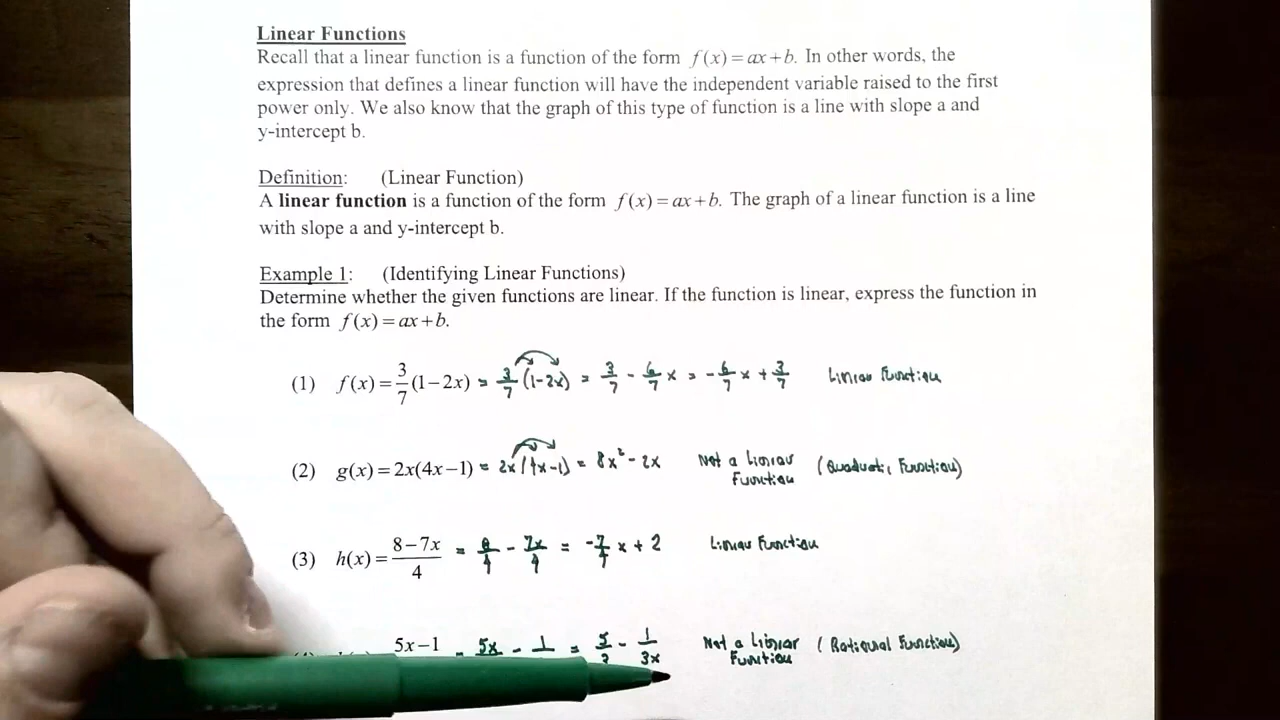 Linear Functions
Recall that a linear function is a function of the form f(x) = ax + b. In other words, the
expression that defines a linear function will have the independent variable raised to the first
power only. We also know that the graph of this type of function is a line with slope a and
y-intercept b.
Definition: (Linear Function)
A linear function is a function of the form f(x) = ax + b. The graph of a linear function is a line
with slope a and y-intercept b.
Example 1: (Identifying Linear Functions)
Determine whether the given functions are linear. If the function is linear, express the function in
the form f(x) = ax + b.
(1) f(x) = 3/7 (1 − 2x) = 3/7 (1-2x) = 3/7 - 6/7 x = -6/7 x + 3/7 Linear Function
(2) g(x) = 2x(4x − 1) = 2x(4x-1) = 8x² - 2x Not a Linear Function (Quadratic Function)
(3) h(x) = 8 − 7x / 4 = 8/4 - 7x/4 = -7/4 x + 2 Linear Function
5x − 1 = 5x - 1 = 5/3 - 1/3x Not a Linear Function (Rational Function)